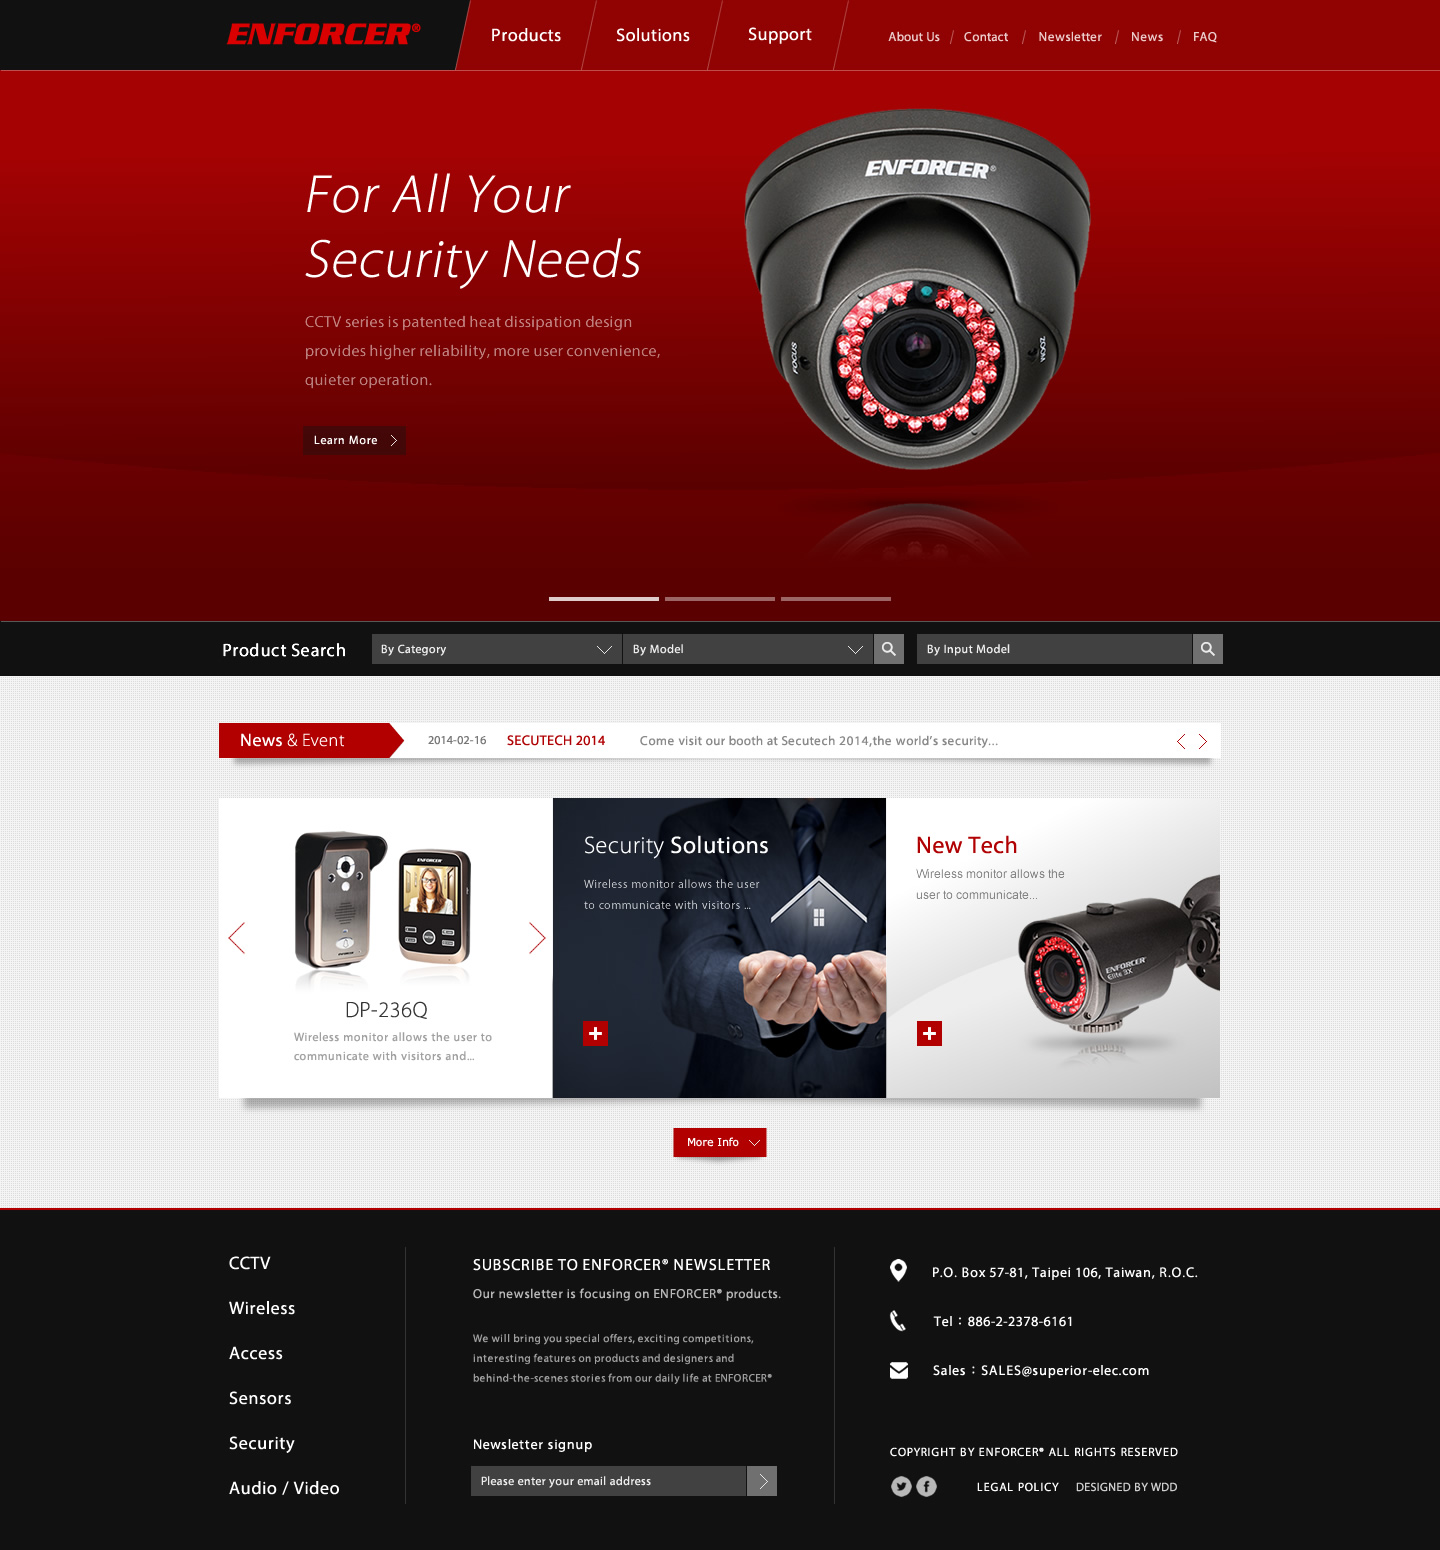 ENFORCER®
Products
Solutions
Support
About Us / Contact / Newsletter / News / FAQ
ENFORCER®
FOCUS
ZOOM
For All Your
Security Needs
CCTV series is patented heat dissipation design
provides higher reliability, more user convenience,
quieter operation.
Learn More
Product Search
By Category
By Model
By Input Model
News & Event
2014-02-16
SECUTECH 2014
Come visit our booth at Secutech 2014,the world's security...
ENFORCER
DP-236Q
Wireless monitor allows the user to
communicate with visitors and...
Security Solutions
Wireless monitor allows the user
to communicate with visitors ...
New Tech
Wireless monitor allows the
user to communicate...
ENFORCER
Elite 3X
More Info
CCTV
Wireless
Access
Sensors
Security
Audio / Video
SUBSCRIBE TO ENFORCER® NEWSLETTER
Our newsletter is focusing on ENFORCER® products.
We will bring you special offers, exciting competitions,
interesting features on products and designers and
behind-the-scenes stories from our daily life at ENFORCER®
Newsletter signup
Please enter your email address
P.O. Box 57-81, Taipei 106, Taiwan, R.O.C.
Tel：886-2-2378-6161
Sales：SALES@superior-elec.com
COPYRIGHT BY ENFORCER® ALL RIGHTS RESERVED
LEGAL POLICY
DESIGNED BY WDD